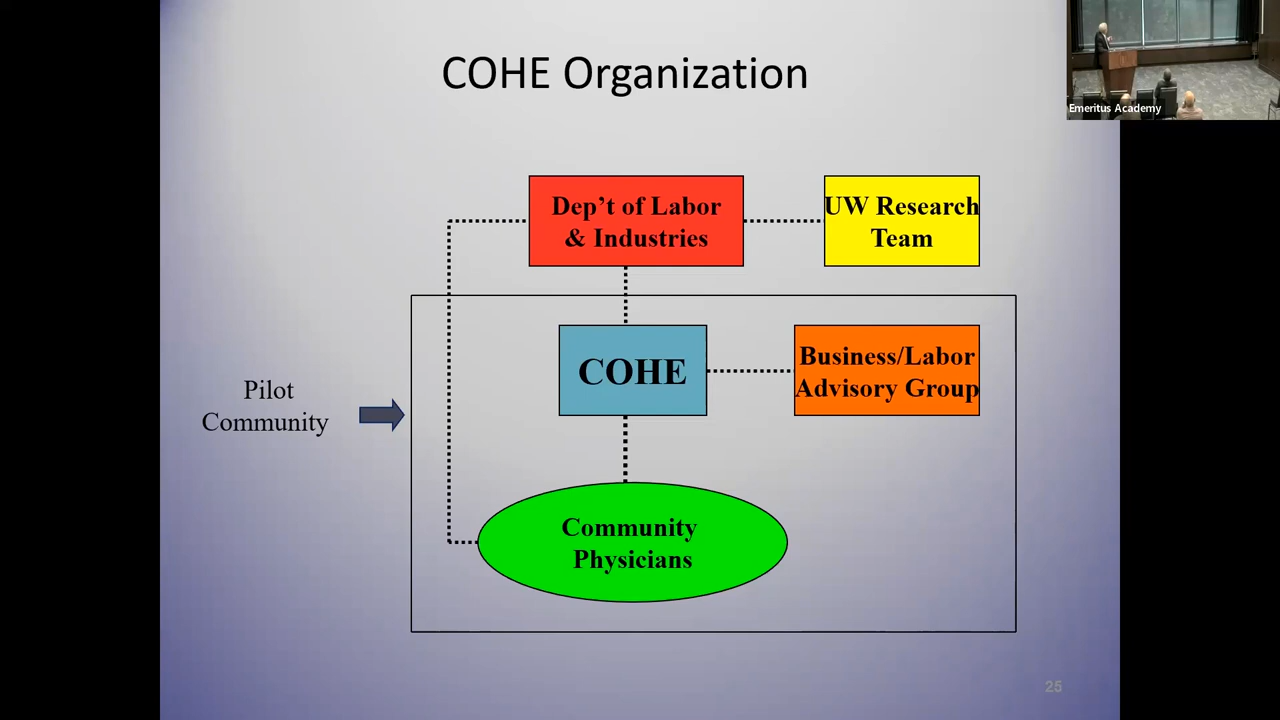 COHE Organization
Emeritus Academy
Dep't of Labor
& Industries
UW Research
Team
COHE
Business/Labor
Advisory Group
Pilot
Community
Community
Physicians
25